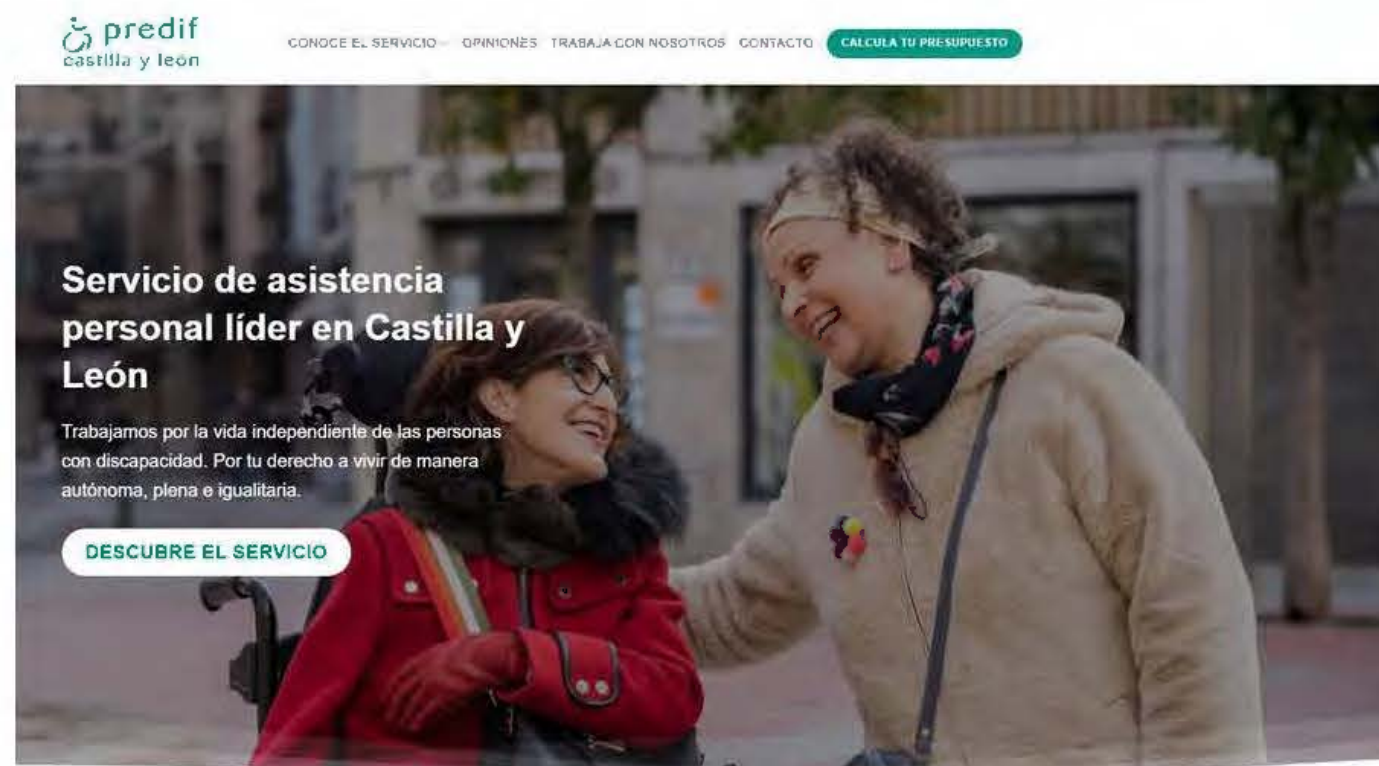 predif
castilla y león
CONOCE EL SERVICIO OPINIONES TRABAJA CON NOSOTROS CONTACTO CALCULA TU PRESUPUESTO
Servicio de asistencia
personal líder en Castilla y
León
Trabajamos por la vida independiente de las personas
con discapacidad. Por tu derecho a vivir de manera
autónoma, plena e igualitaria.
DESCUBRE EL SERVICIO